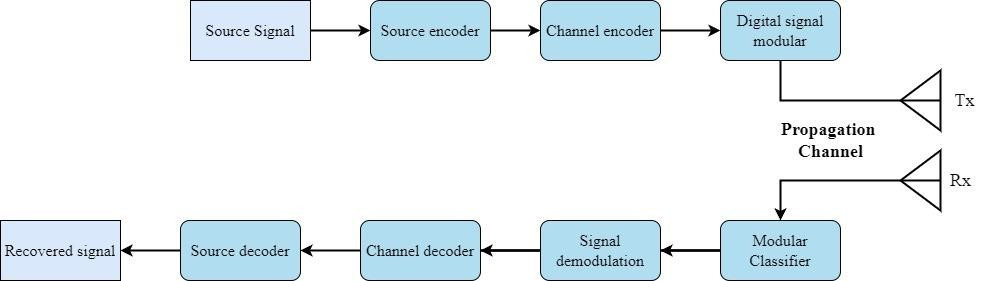 Source Signal
Source encoder
Channel encoder
Digital signal
modular
Tx
Propagation
Channel
Rx
Recovered signal
Source decoder
Channel decoder
Signal
demodulation
Modular
Classifier